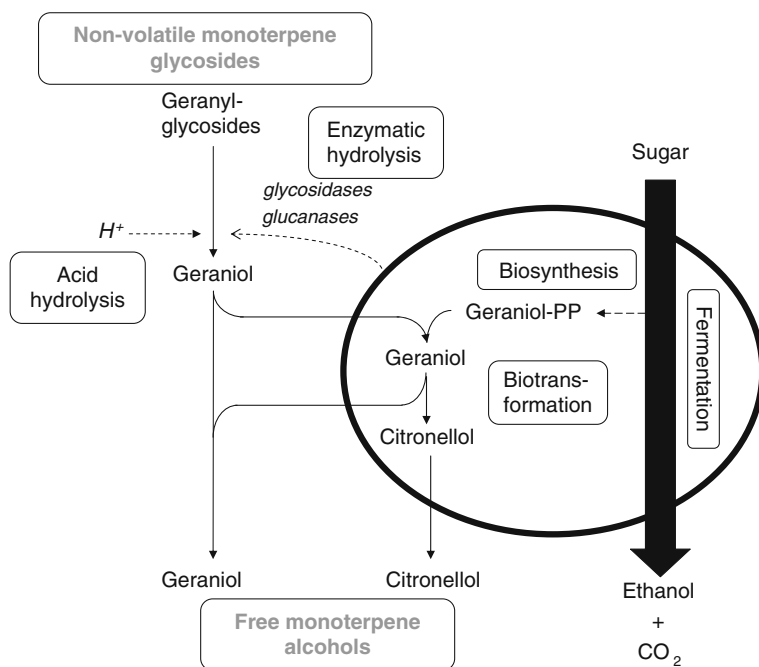 Non-volatile monoterpene
glycosides
Geranyl-
glycosides
Enzymatic
hydrolysis
Sugar
glycosidases
glucanases
H+
Acid
hydrolysis
Geraniol
Biosynthesis
Geraniol-PP
Fermentation
Geraniol
Biotrans-
formation
Citronellol
Geraniol
Citronellol
Ethanol
+
CO2
Free monoterpene
alcohols